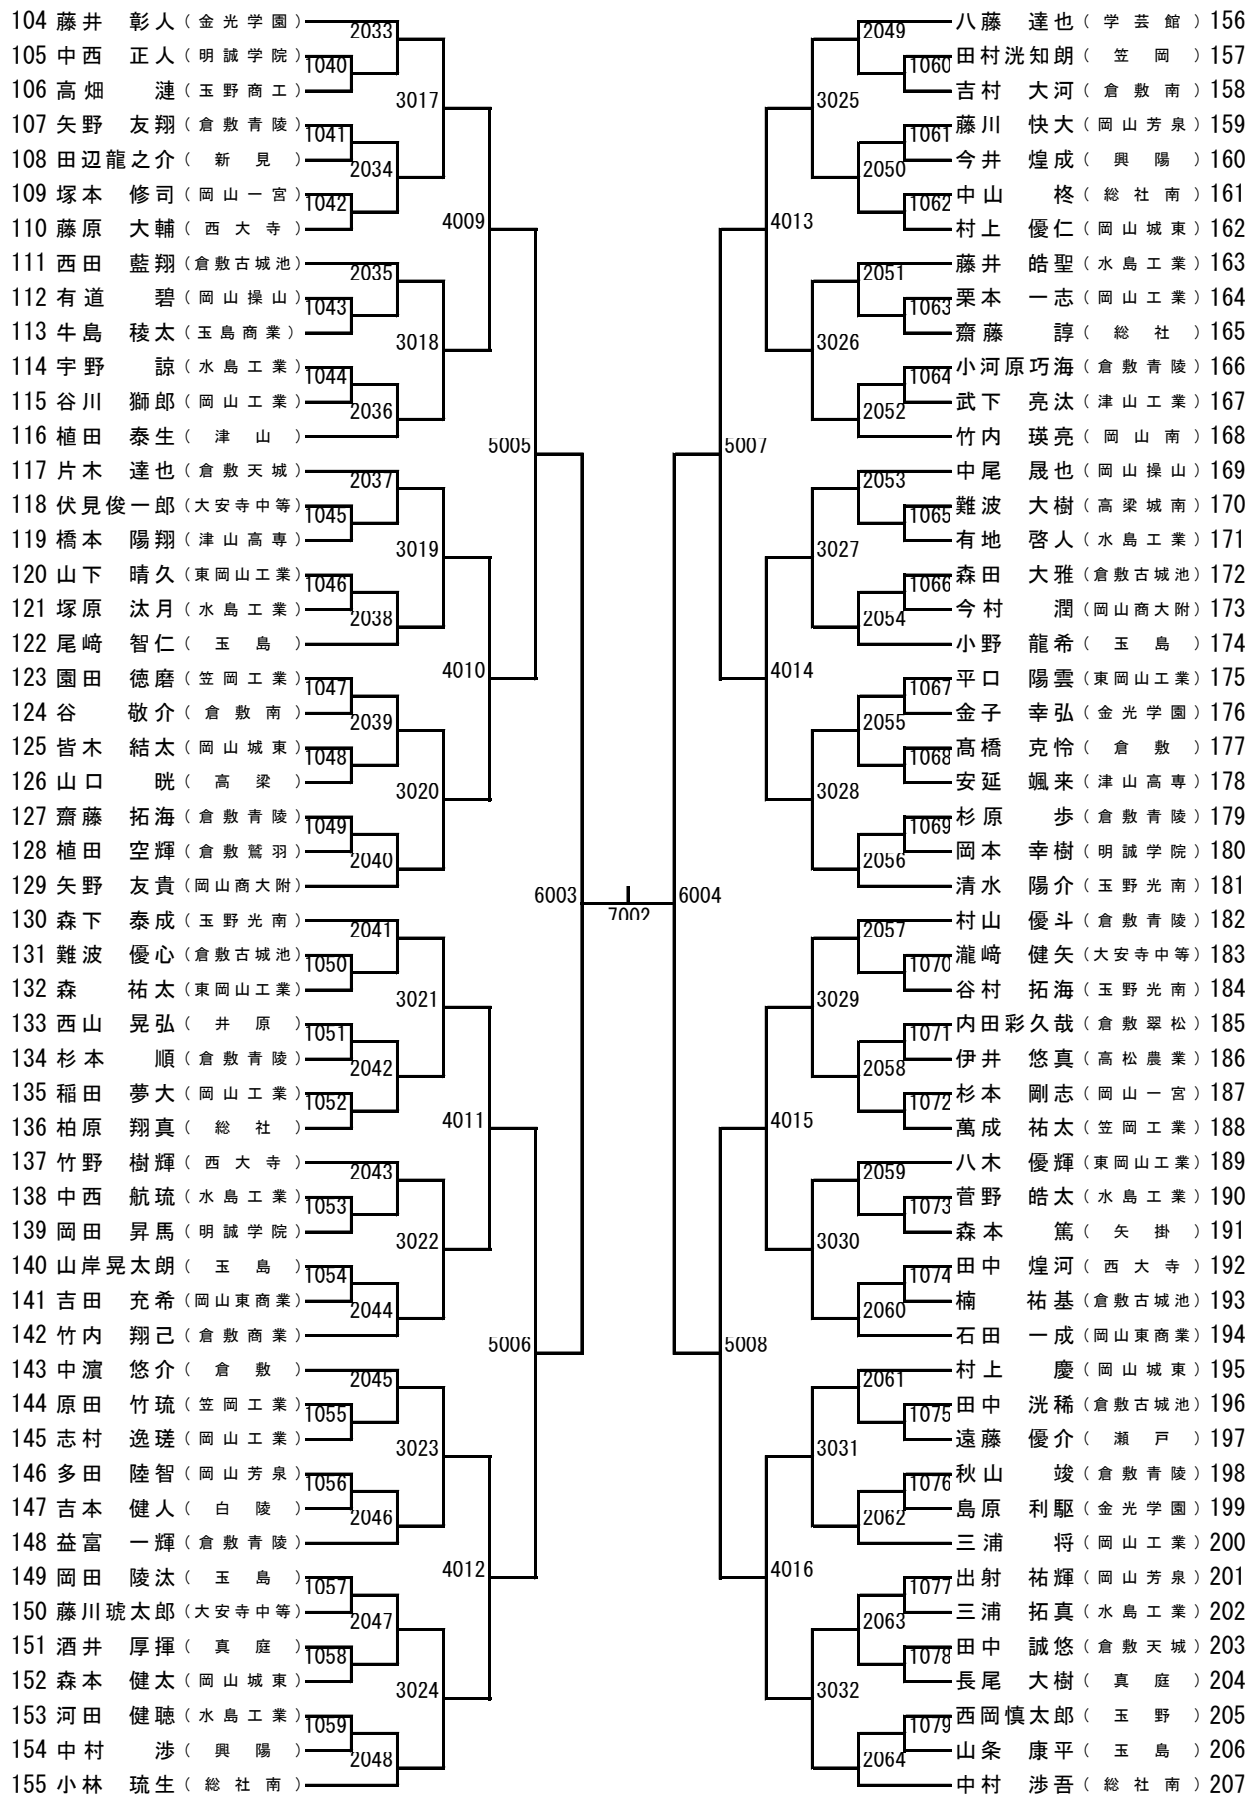 104 藤井 彰人(金光学園)
105 中西 正人(明誠学院)
106 高畑 漣(玉野商工)
107 矢野 友翔(倉敷青陵)
108 田辺龍之介(新見)
109 塚本 修司(岡山一宮)
110 藤原 大輔(西大寺)
111 西田 藍翔(倉敷古城池)
112 有道 碧(岡山操山)
113 牛島 稜太(玉島商業)
114 宇野 諒(水島工業)
115 谷川 獅郎(岡山工業)
116 植田 泰生(津山)
117 片木 達也(倉敷天城)
118 伏見俊一郎(大安寺中等)
119 橋本 陽翔(津山高専)
120 山下 晴久(東岡山工業)
121 塚原 汰月(水島工業)
122 尾﨑 智仁(玉島)
123 園田 徳磨(笠岡工業)
124 谷 敬介(倉敷南)
125 皆木 結太(岡山城東)
126 山口 晄(高梁)
127 齋藤 拓海(倉敷青陵)
128 植田 空輝(倉敷鷲羽)
129 矢野 友貴(岡山商大附)
130 森下 泰成(玉野光南)
131 難波 優心(倉敷古城池)
132 森 祐太(東岡山工業)
133 西山 晃弘(井原)
134 杉本 順(倉敷青陵)
135 稲田 夢大(岡山工業)
136 柏原 翔真(総社)
137 竹野 樹輝(西大寺)
138 中西 航琉(水島工業)
139 岡田 昇馬(明誠学院)
140 山岸晃太朗(玉島)
141 吉田 充希(岡山東商業)
142 竹内 翔己(倉敷商業)
143 中濵 悠介(倉敷)
144 原田 竹琉(笠岡工業)
145 志村 逸瑳(岡山工業)
146 多田 陸智(岡山芳泉)
147 吉本 健人(白陵)
148 益富 一輝(倉敷青陵)
149 岡田 陵汰(玉島)
150 藤川琥太郎(大安寺中等)
151 酒井 厚揮(真庭)
152 森本 健太(岡山城東)
153 河田 健聴(水島工業)
154 中村 渉(興陽)
155 小林 琉生(総社南)
1040
1041
1042
1043
1044
1045
1046
1047
1048
1049
1050
1051
1052
1053
1054
1055
1056
1057
1058
1059
2033
2034
2035
2036
2037
2038
2039
2040
2041
2042
2043
2044
2045
2046
2047
2048
3017
3018
3019
3020
3021
3022
3023
3024
4009
4010
4011
4012
5005
5006
6003
7002
6004
5007
5008
4013
4014
4015
4016
3025
3026
3027
3028
3029
3030
3031
3032
2049
2050
2051
2052
2053
2054
2055
2056
2057
2058
2059
2060
2061
2062
2063
2064
1060
1061
1062
1063
1064
1065
1066
1067
1068
1069
1070
1071
1072
1073
1074
1075
1076
1077
1078
1079
八藤 達也(学芸館)156
田村洸知朗(笠岡)157
吉村 大河(倉敷南)158
藤川 快大(岡山芳泉)159
今井 煌成(興陽)160
中山 柊(総社南)161
村上 優仁(岡山城東)162
藤井 皓聖(水島工業)163
栗本 一志(岡山工業)164
齋藤 諄(総社)165
小河原巧海(倉敷青陵)166
武下 亮汰(津山工業)167
竹内 瑛亮(岡山南)168
中尾 晟也(岡山操山)169
難波 大樹(高梁城南)170
有地 啓人(水島工業)171
森田 大雅(倉敷古城池)172
今村 潤(岡山商大附)173
小野 龍希(玉島)174
平口 陽雲(東岡山工業)175
金子 幸弘(金光学園)176
髙橋 克怜(倉敷)177
安延 颯来(津山高専)178
杉原 歩(倉敷青陵)179
岡本 幸樹(明誠学院)180
清水 陽介(玉野光南)181
村山 優斗(倉敷青陵)182
瀧﨑 健矢(大安寺中等)183
谷村 拓海(玉野光南)184
内田彩久哉(倉敷翠松)185
伊井 悠真(高松農業)186
杉本 剛志(岡山一宮)187
萬成 祐太(笠岡工業)188
八木 優輝(東岡山工業)189
菅野 皓太(水島工業)190
森本 篤(矢掛)191
田中 煌河(西大寺)192
楠 祐基(倉敷古城池)193
石田 一成(岡山東商業)194
村上 慶(岡山城東)195
田中 洸稀(倉敷古城池)196
遠藤 優介(瀬戸)197
秋山 竣(倉敷青陵)198
島原 利駆(金光学園)199
三浦 将(岡山工業)200
出射 祐輝(岡山芳泉)201
三浦 拓真(水島工業)202
田中 誠悠(倉敷天城)203
長尾 大樹(真庭)204
西岡慎太郎(玉野)205
山条 康平(玉島)206
中村 渉吾(総社南)207